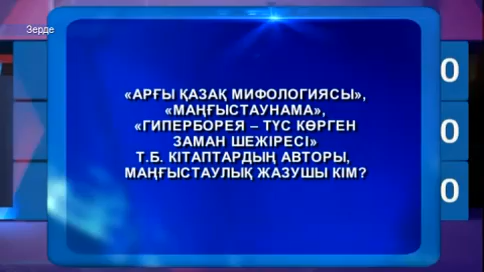 Зерде
«АРҒЫ ҚАЗАҚ МИФОЛОГИЯСЫ»,
«МАҢҒЫСТАУНАМА»,
«ГИПЕРБОРЕЯ – ТҮС КӨРГЕН
ЗАМАН ШЕЖІРЕСІ»
Т.Б. КІТАПТАРДЫҢ АВТОРЫ,
МАҢҒЫСТАУЛЫҚ ЖАЗУШЫ КІМ?
0
0
0